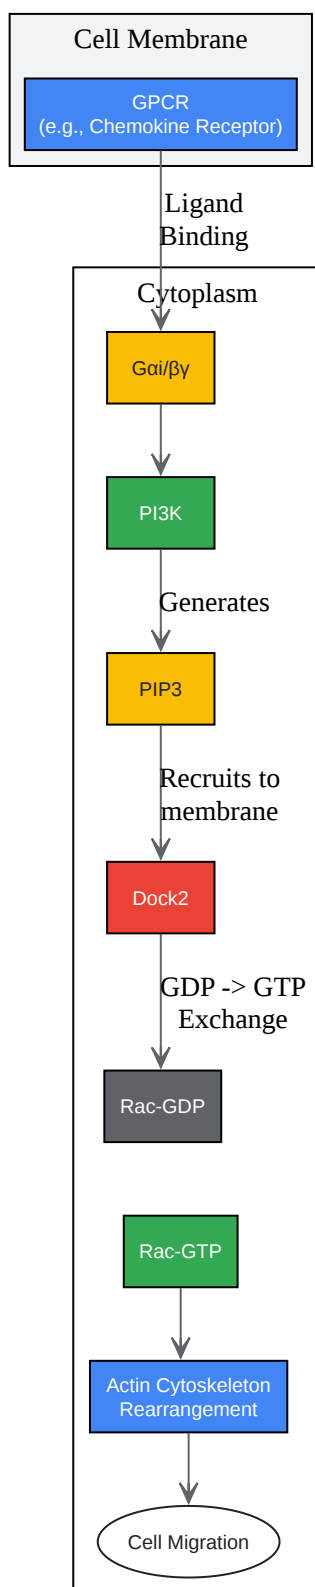 Cell Membrane
GPCR
(e.g., Chemokine Receptor)
Ligand
Binding
Cytoplasm
Gαi/βγ
PI3K
Generates
PIP3
Recruits to
membrane
Dock2
GDP -> GTP
Exchange
Rac-GDP
Rac-GTP
Actin Cytoskeleton
Rearrangement
Cell Migration